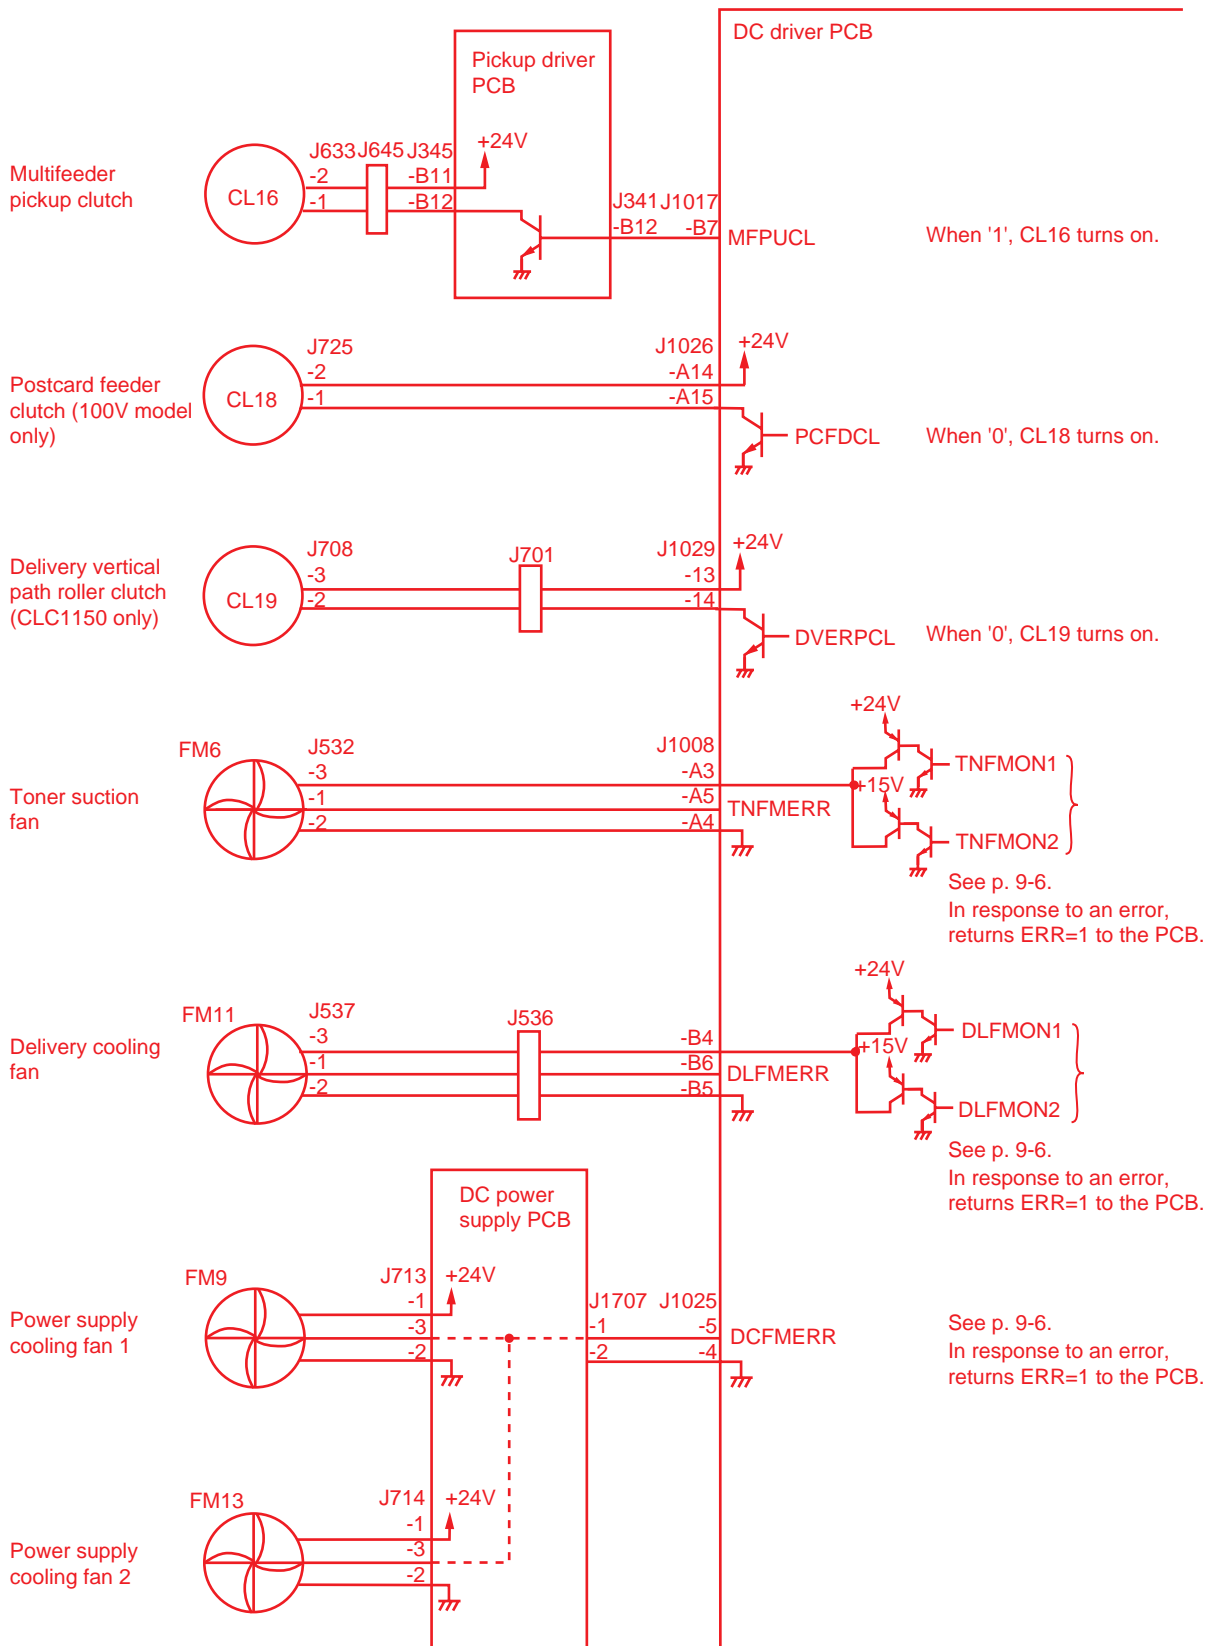 DC driver PCB
Pickup driver
PCB
+24V
J633 J645 J345
-2
-B11
-1
-B12
Multifeeder
pickup clutch
CL16
J341 J1017
-B12
-B7
MFPUCL
When '1', CL16 turns on.
J725
J1026
+24V
-2
-A14
-1
-A15
Postcard feeder
clutch (100V model
only)
CL18
PCFDCL
When '0', CL18 turns on.
J708
J701
J1029
+24V
-3
-13
-2
-14
Delivery vertical
path roller clutch
(CLC1150 only)
CL19
DVERPCL
When '0', CL19 turns on.
+24V
FM6
J532
J1008
-3
-A3
TNFMON1
+15V
-1
-A5
TNFMERR
-2
-A4
Toner suction
fan
TNFMON2
See p. 9-6.
In response to an error,
returns ERR=1 to the PCB.
+24V
FM11
J537
J536
-3
-B4
DLFMON1
+15V
-1
-B6
DLFMERR
-2
-B5
Delivery cooling
fan
DLFMON2
See p. 9-6.
In response to an error,
returns ERR=1 to the PCB.
DC power
supply PCB
FM9
J713
+24V
-1
-3
-2
J1707 J1025
-1
-5
DCFMERR
-2
-4
Power supply
cooling fan 1
See p. 9-6.
In response to an error,
returns ERR=1 to the PCB.
FM13
J714
+24V
-1
-3
-2
Power supply
cooling fan 2